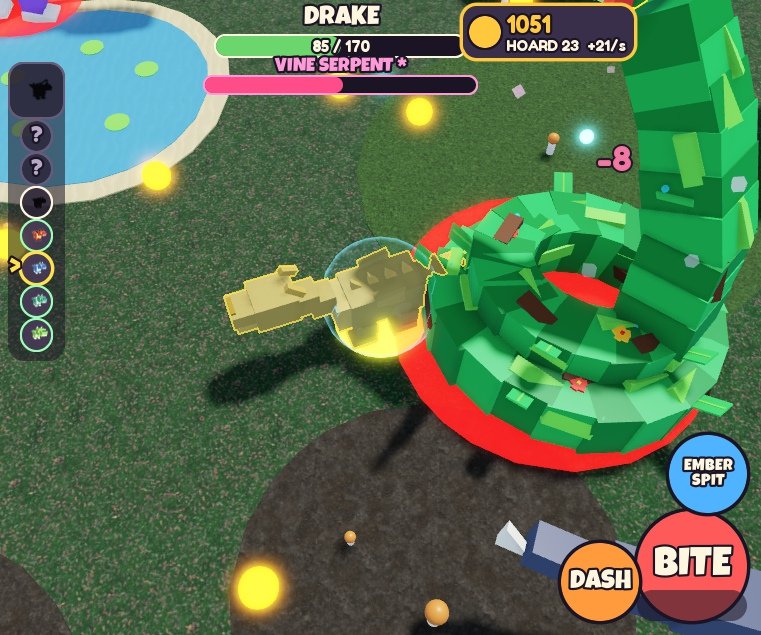 DRAKE
85 / 170
VINE SERPENT *
1051
HOARD 23 +21/s
?
?
>
-8
EMBER
SPIT
DASH
BITE